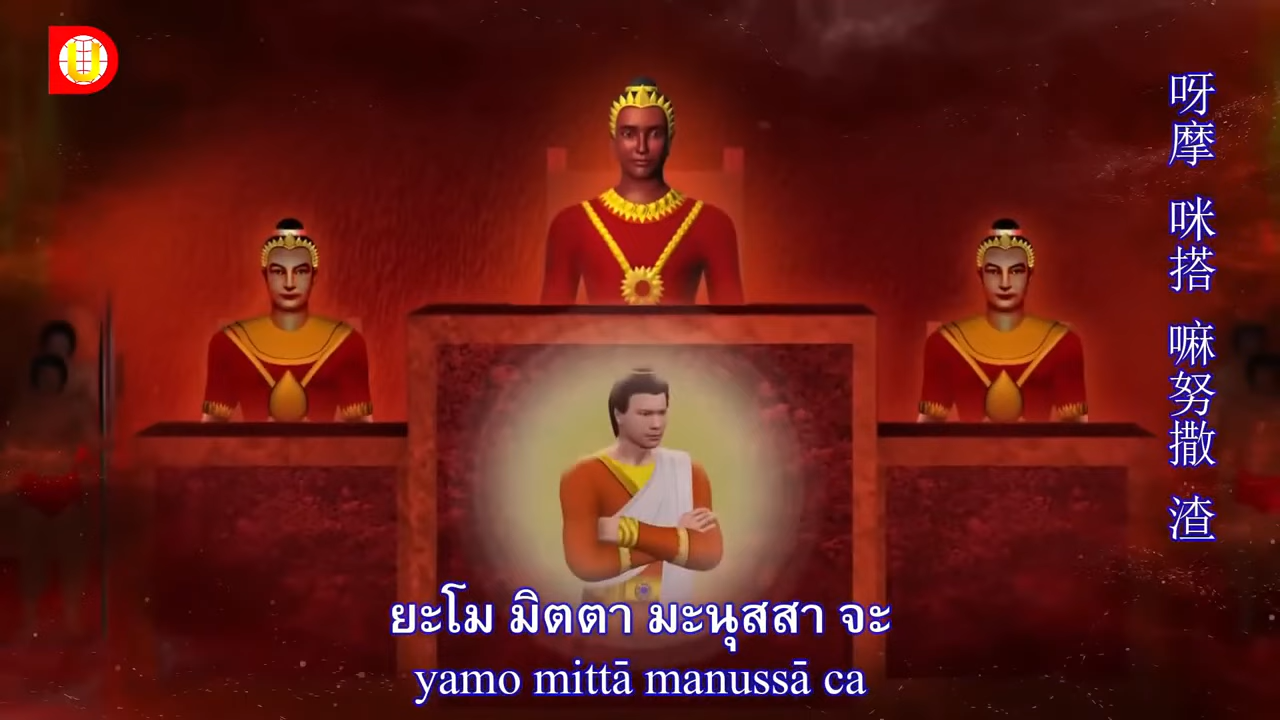 U
呀摩 咪搭 嘛努撒 渣
ยะโม มิตตา มะนุสสา จะ
yamo mittā manussā ca